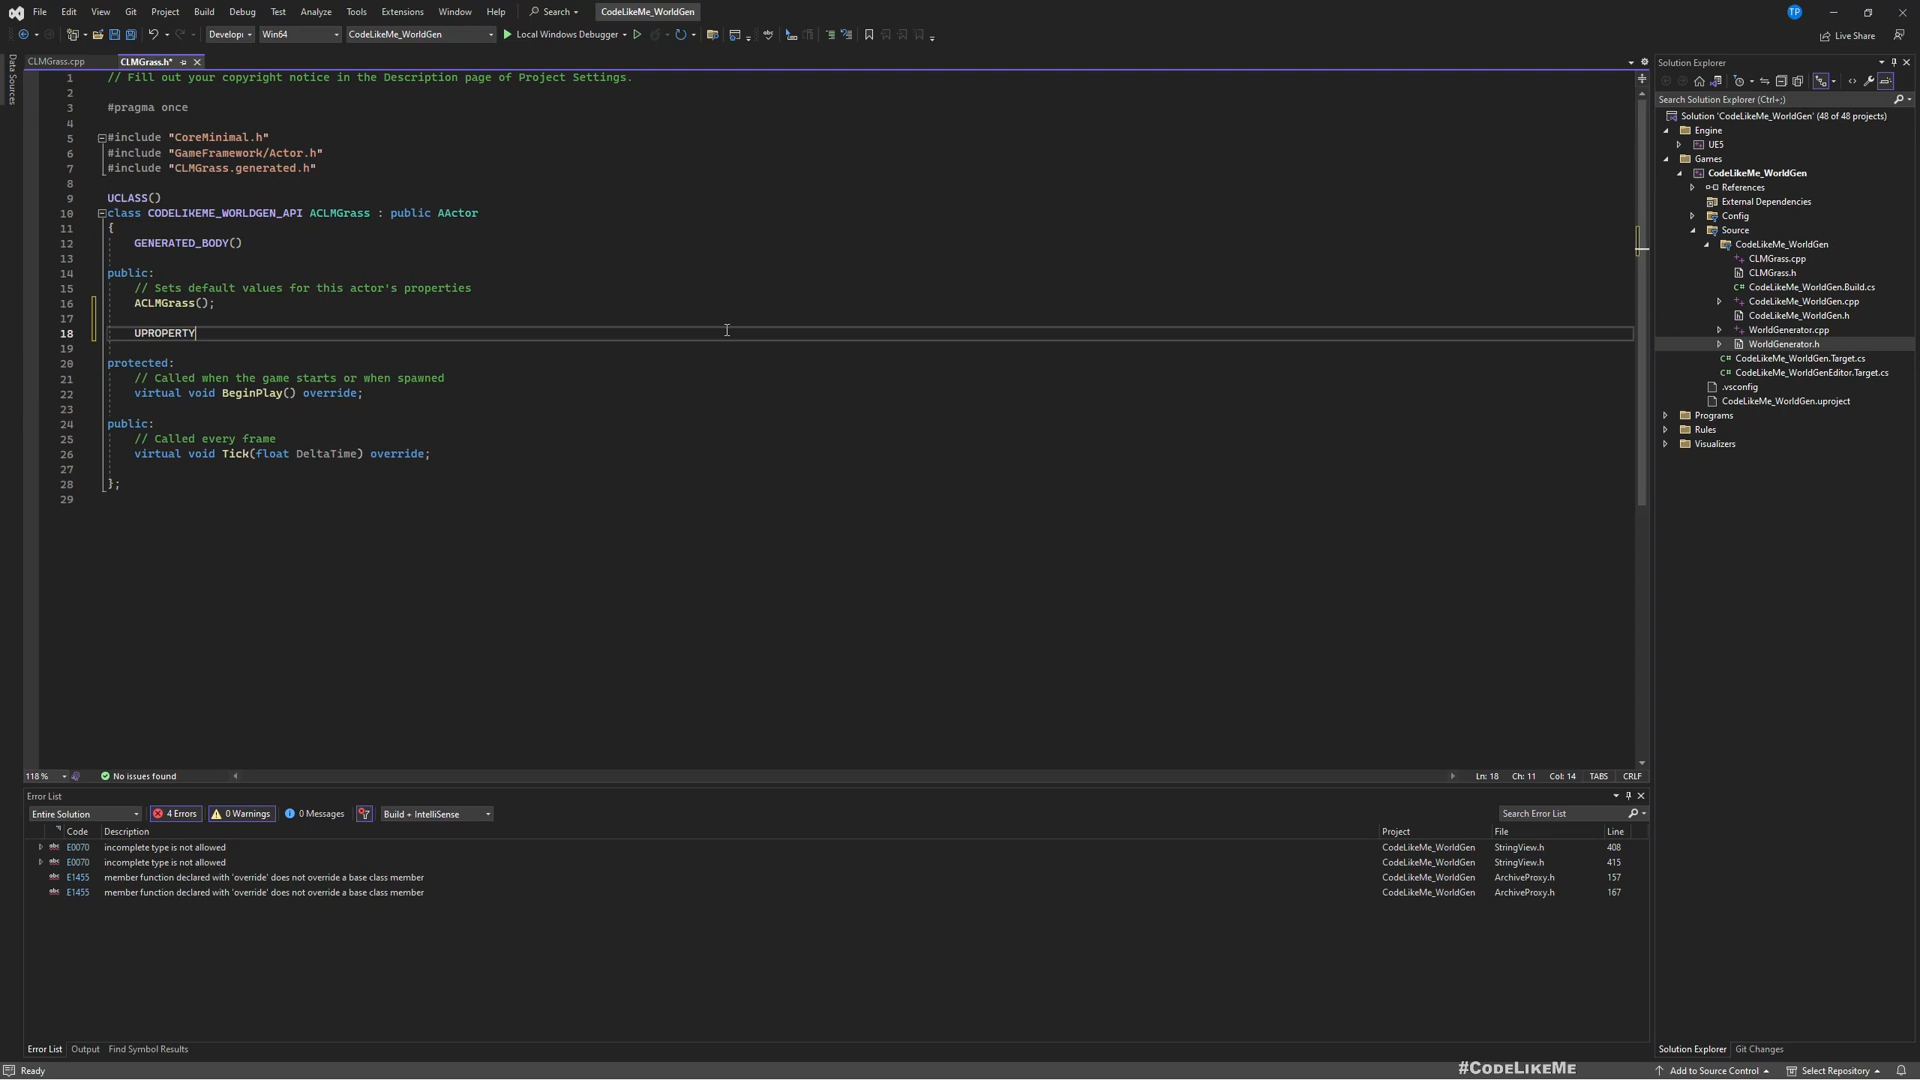 File Edit View Git Project Build Debug Test Analyze Tools Extensions Window Help Search CodeLikeMe_WorldGen TP
Develop Win64 CodeLikeMe_WorldGen Local Windows Debugger Live Share
Data Sources
CLMGrass.cpp CLMGrass.h*
1 // Fill out your copyright notice in the Description page of Project Settings.
2
3 #pragma once
4
5 #include "CoreMinimal.h"
6 #include "GameFramework/Actor.h"
7 #include "CLMGrass.generated.h"
8
9 UCLASS()
10 class CODELIKEME_WORLDGEN_API ACLMGrass : public AActor
11 {
12 GENERATED_BODY()
13
14 public:
15 // Sets default values for this actor's properties
16 ACLMGrass();
17
18 UPROPERTY
19
20 protected:
21 // Called when the game starts or when spawned
22 virtual void BeginPlay() override;
23
24 public:
25 // Called every frame
26 virtual void Tick(float DeltaTime) override;
27
28 };
29
118 % No issues found Ln: 18 Ch: 11 Col: 14 TABS CRLF
Error List
Entire Solution 4 Errors 0 Warnings 0 Messages Build + IntelliSense Search Error List
Code Description Project File Line
E0070 incomplete type is not allowed CodeLikeMe_WorldGen StringView.h 408
E0070 incomplete type is not allowed CodeLikeMe_WorldGen StringView.h 415
E1455 member function declared with 'override' does not override a base class member CodeLikeMe_WorldGen ArchiveProxy.h 157
E1455 member function declared with 'override' does not override a base class member CodeLikeMe_WorldGen ArchiveProxy.h 167
Error List Output Find Symbol Results
Solution Explorer
Search Solution Explorer (Ctrl+;)
Solution 'CodeLikeMe_WorldGen' (48 of 48 projects)
Engine
UE5
Games
CodeLikeMe_WorldGen
References
External Dependencies
Config
Source
CodeLikeMe_WorldGen
CLMGrass.cpp
CLMGrass.h
CodeLikeMe_WorldGen.Build.cs
CodeLikeMe_WorldGen.cpp
CodeLikeMe_WorldGen.h
WorldGenerator.cpp
WorldGenerator.h
CodeLikeMe_WorldGen.Target.cs
CodeLikeMe_WorldGenEditor.Target.cs
.vsconfig
CodeLikeMe_WorldGen.uproject
Programs
Rules
Visualizers
Solution Explorer Git Changes
Ready #CODELIKEME Add to Source Control Select Repository